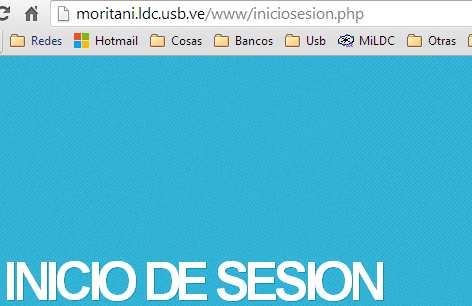 moritani.ldc.usb.ve/www/iniciosesion.php
Redes Hotmail Cosas Bancos Usb MiLDC Otras
INICIO DE SESION